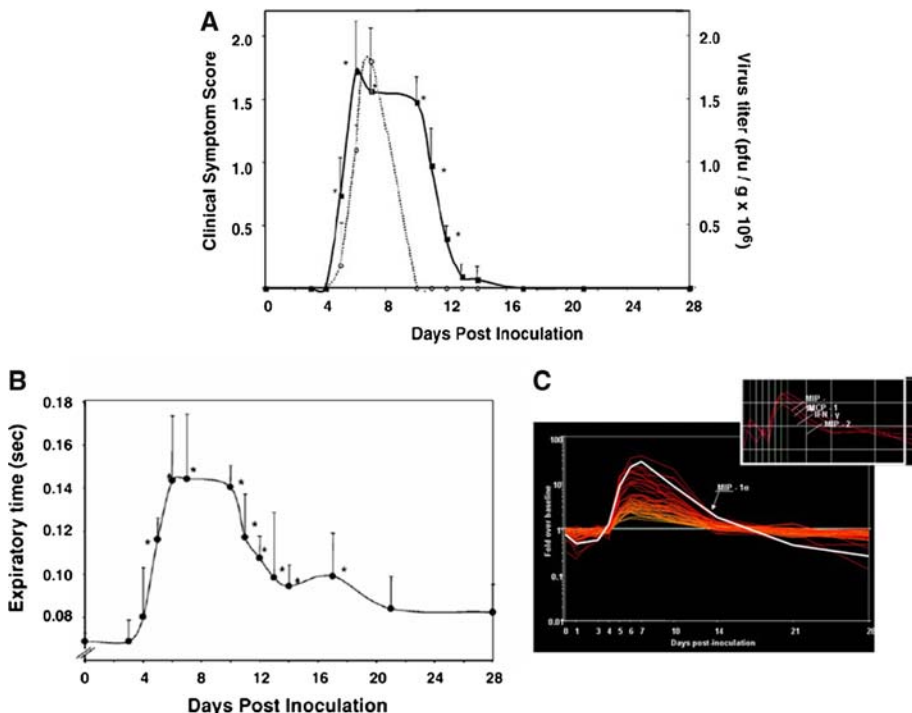 A
Clinical Symptom Score
Virus titer (pfu / g x 10⁶)
2.0
1.5
1.0
0.5
2.0
1.5
1.0
0.5
0 4 8 12 16 20 24 28
Days Post Inoculation
B
Expiratory time (sec)
0.18
0.16
0.14
0.12
0.10
0.08
0 4 8 12 16 20 24 28
Days Post Inoculation
C
MIP -
MCP - 1
IFN - γ
MIP - 2
Fold over baseline
100
10
1
0.1
0.01
MIP - 1α
0 1 3 4 5 6 7 10 14 21 28
Days post-inoculation